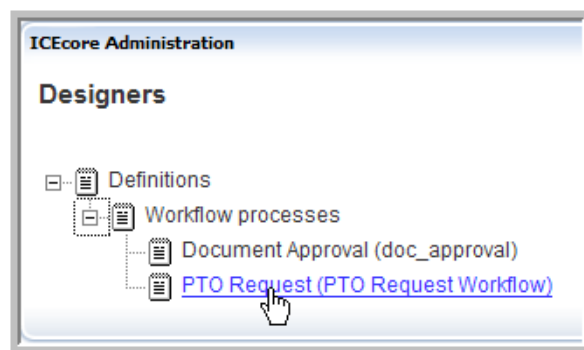 ICEcore Administration
Designers
Definitions
Workflow processes
Document Approval (doc_approval)
PTO Request (PTO Request Workflow)